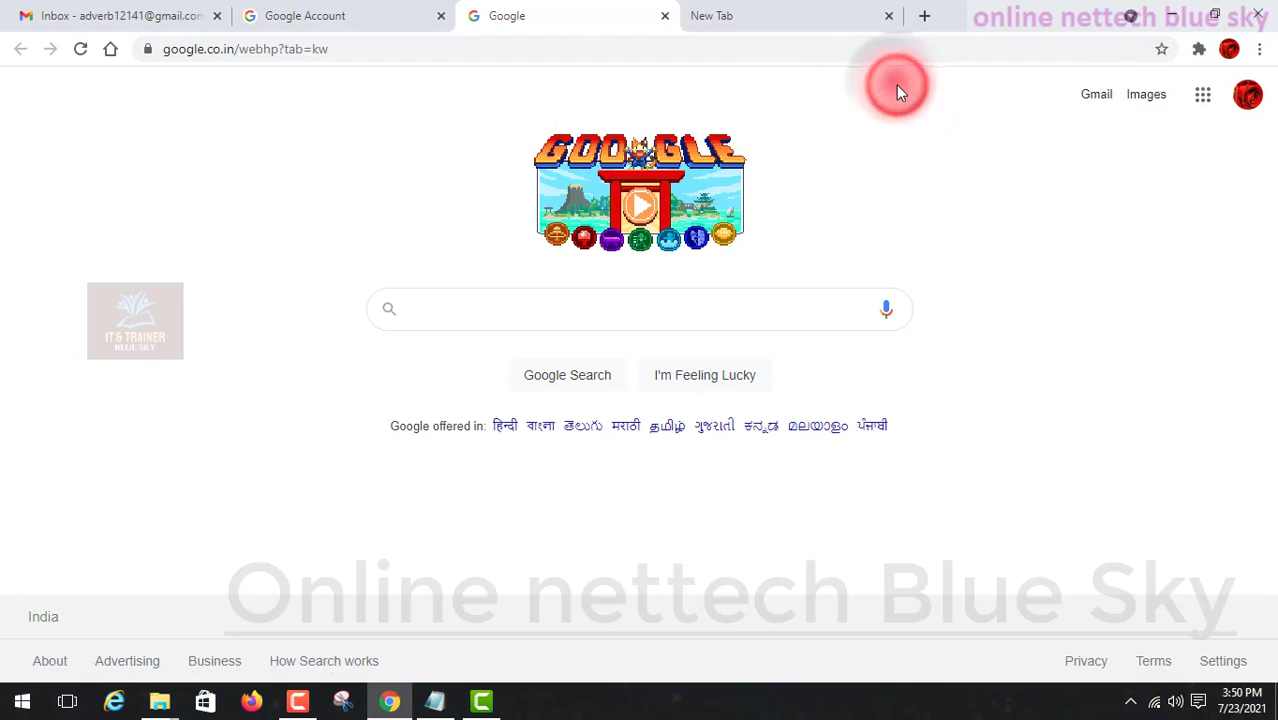 Inbox - adverb12141@gmail.com
Google Account
Google
New Tab
online nettech blue sky
google.co.in/webhp?tab=kw
Gmail
Images
GOOGLE
IT & TRAINER
BLUE SKY
Google Search
I'm Feeling Lucky
Google offered in: हिन्दी বাংলা తెలుగు मराठी தமிழ் ગુજરાતી ಕನ್ನಡ മലയാളം ਪੰਜਾਬੀ
Online nettech Blue Sky
India
About
Advertising
Business
How Search works
Privacy
Terms
Settings
3:50 PM
7/23/2021